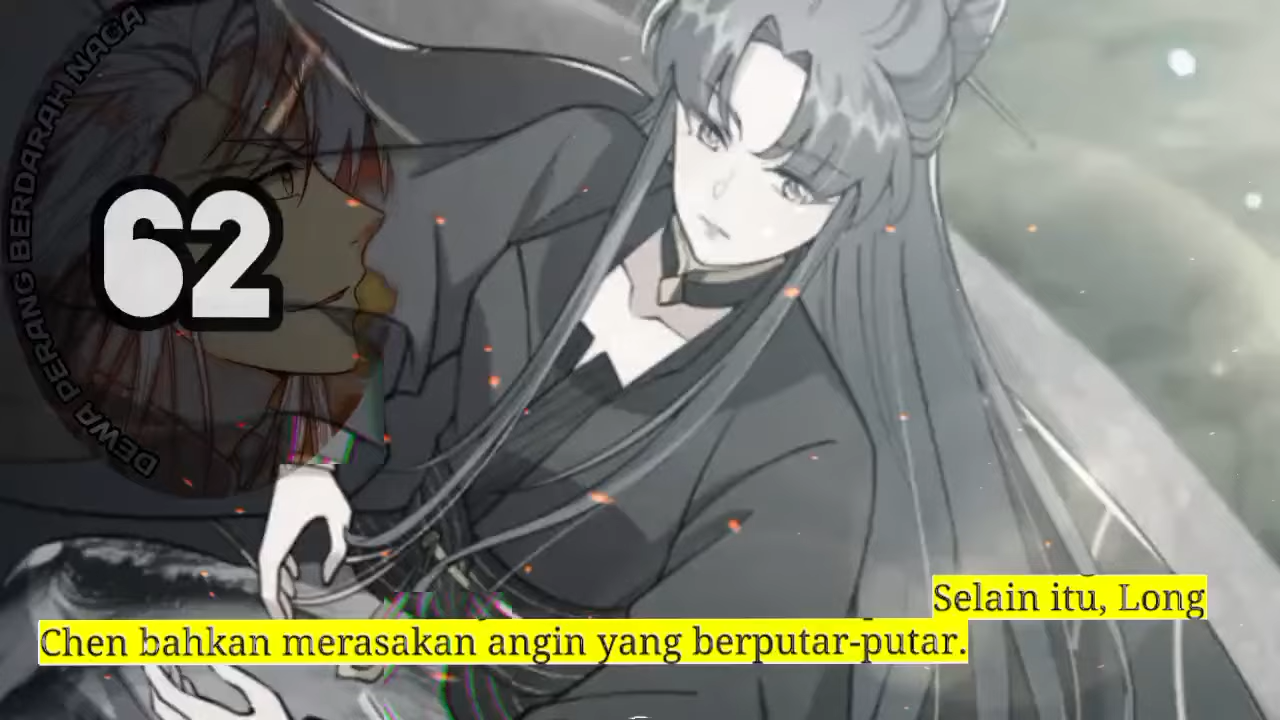 DEWA PERANG BERDARAH NAGA
62
Selain itu, Long
Chen bahkan merasakan angin yang berputar-putar.